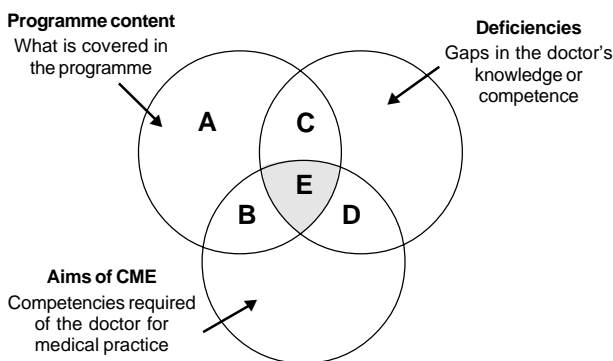 Programme content
What is covered in
the programme
Deficiencies
Gaps in the doctor's
knowledge or
competence
A
C
E
B
D
Aims of CME
Competencies required
of the doctor for
medical practice